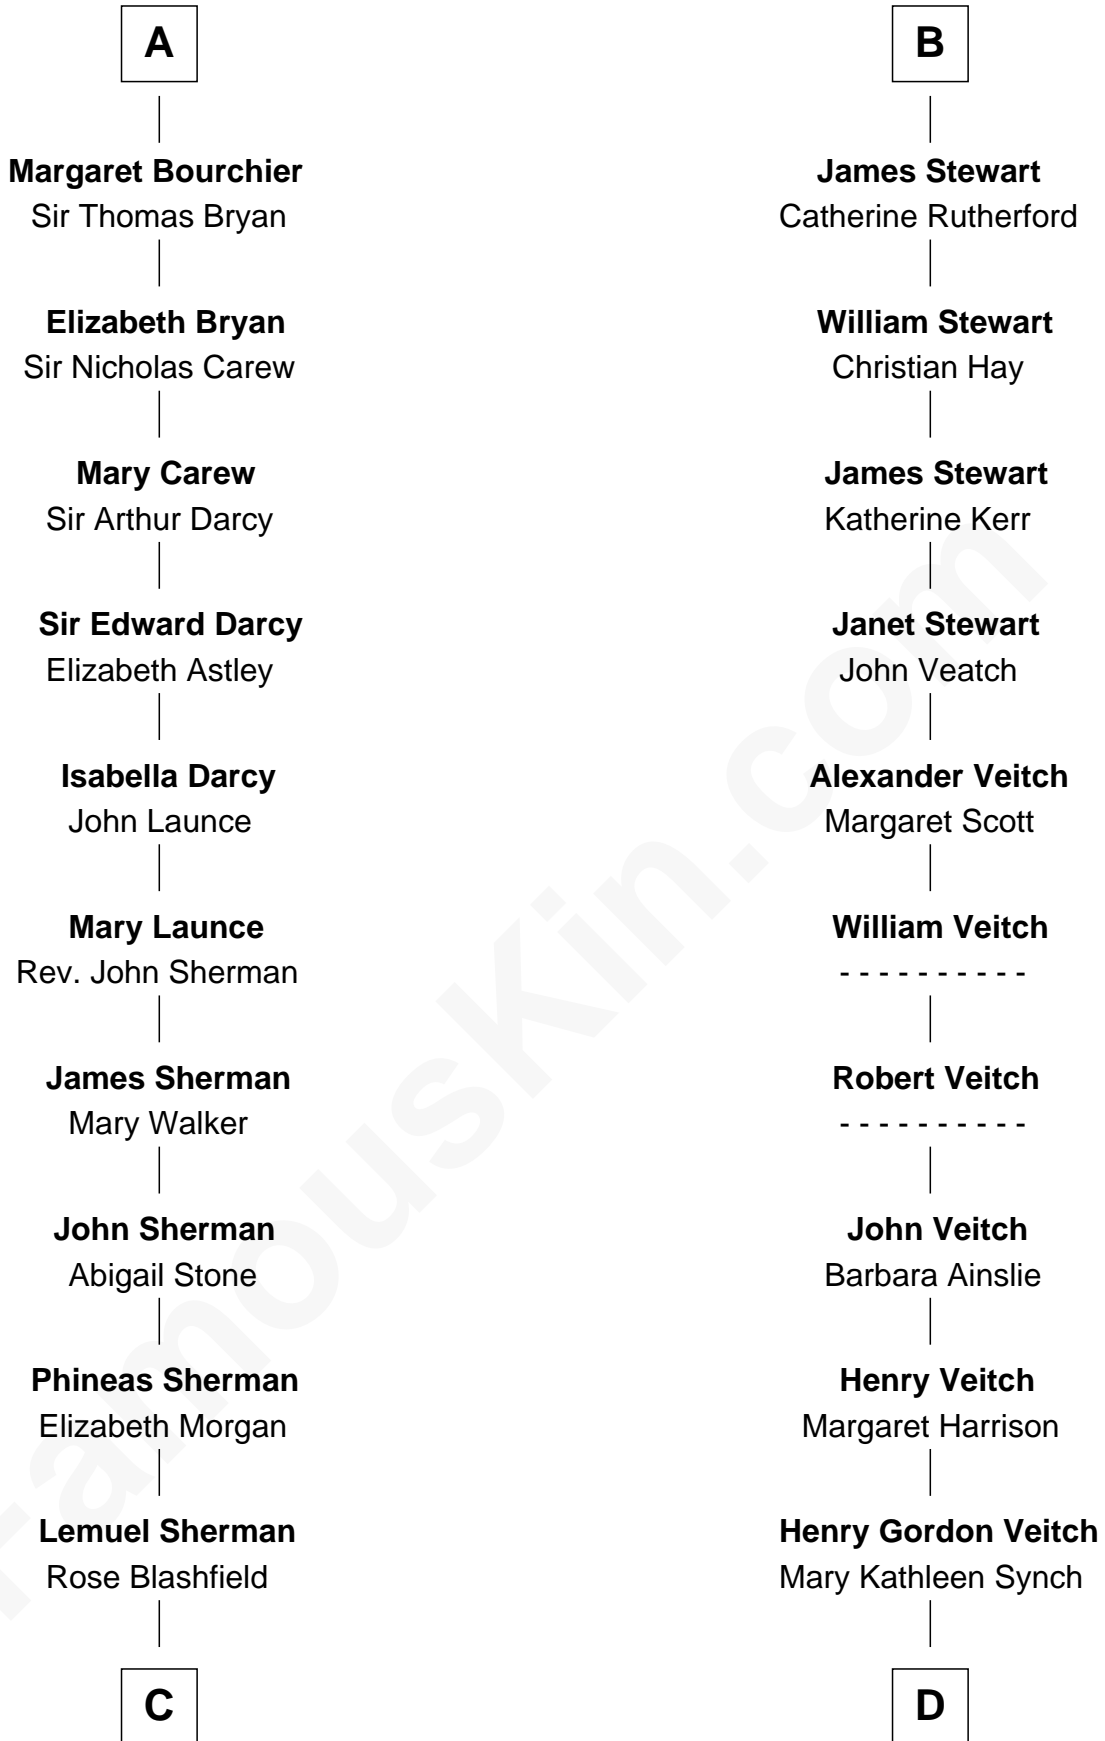 A
Margaret Bourchier
Sir Thomas Bryan
Elizabeth Bryan
Sir Nicholas Carew
Mary Carew
Sir Arthur Darcy
Sir Edward Darcy
Elizabeth Astley
Isabella Darcy
John Launce
Mary Launce
Rev. John Sherman
James Sherman
Mary Walker
John Sherman
Abigail Stone
Phineas Sherman
Elizabeth Morgan
Lemuel Sherman
Rose Blashfield
C
B
James Stewart
Catherine Rutherford
William Stewart
Christian Hay
James Stewart
Katherine Kerr
Janet Stewart
John Veatch
Alexander Veitch
Margaret Scott
William Veitch
- - - - - - - - - -
Robert Veitch
- - - - - - - - - -
John Veitch
Barbara Ainslie
Henry Veitch
Margaret Harrison
Henry Gordon Veitch
Mary Kathleen Synch
D
FamousKin.com